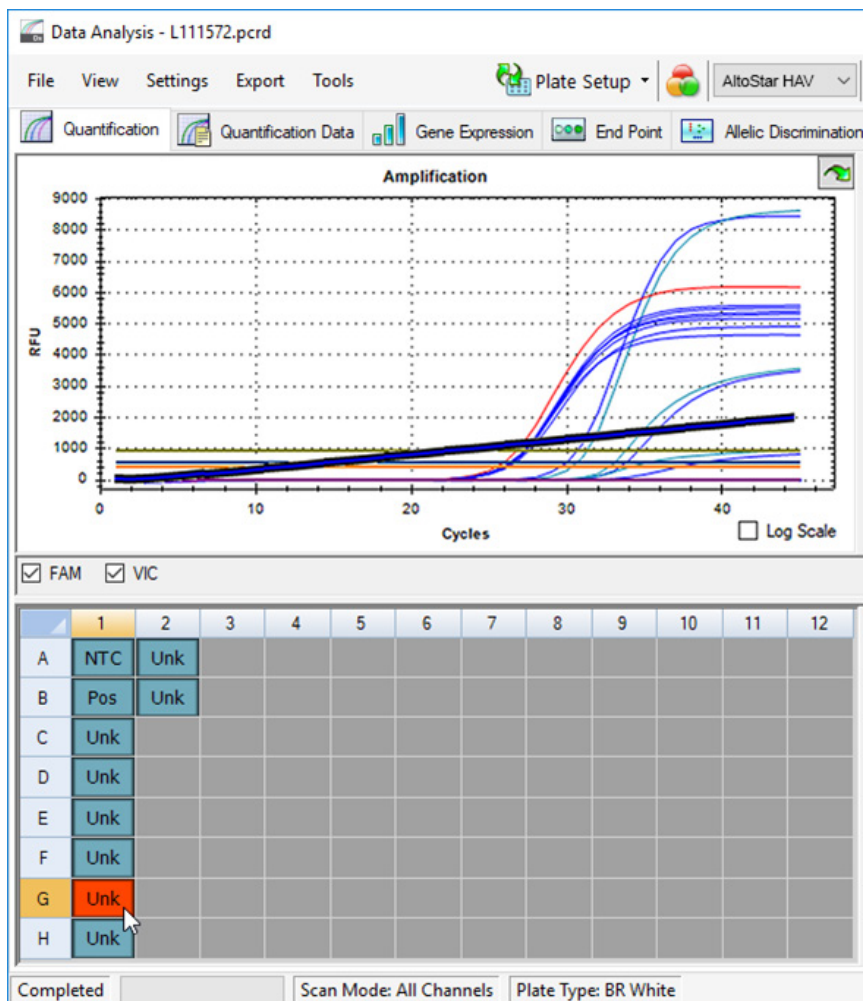 Data Analysis - L111572.pcrd
File View Settings Export Tools Plate Setup AltoStar HAV
Quantification Quantification Data Gene Expression End Point Allelic Discrimination
Amplification
9000
8000
7000
6000
5000
4000
3000
2000
1000
0
RFU
0 10 20 30 40
Cycles
Log Scale
FAM VIC
1 2 3 4 5 6 7 8 9 10 11 12
A NTC Unk
B Pos Unk
C Unk
D Unk
E Unk
F Unk
G Unk
H Unk
Completed Scan Mode: All Channels Plate Type: BR White